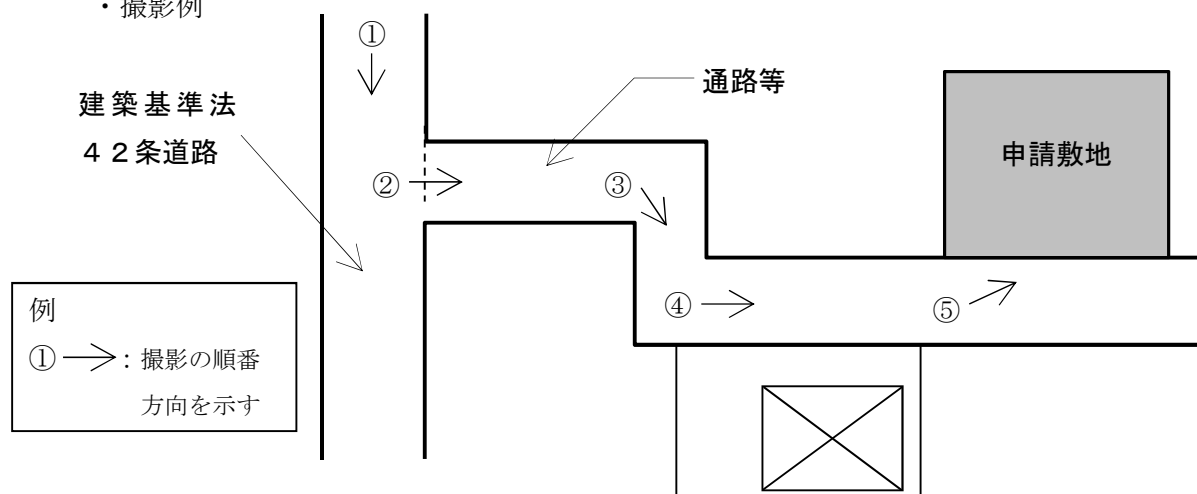 ・撮影例
①
建築基準法
４２条道路
通路等
申請敷地
②
③
④
⑤
例
①　：撮影の順番
方向を示す